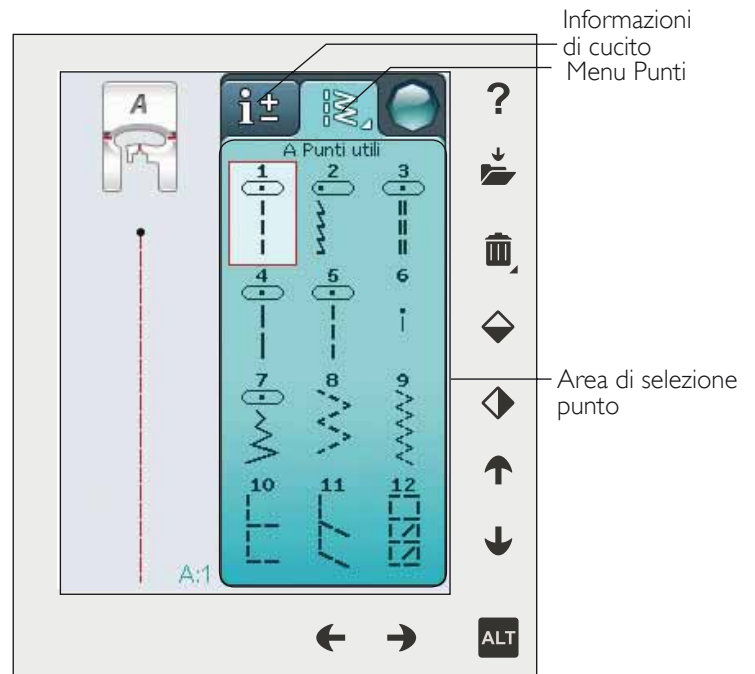 Informazioni
di cucito
Menu Punti
A
i±
?
A Punti utili
1 2 3
4 5 6
7 8 9
10 11 12
Area di selezione
punto
A:1
ALT